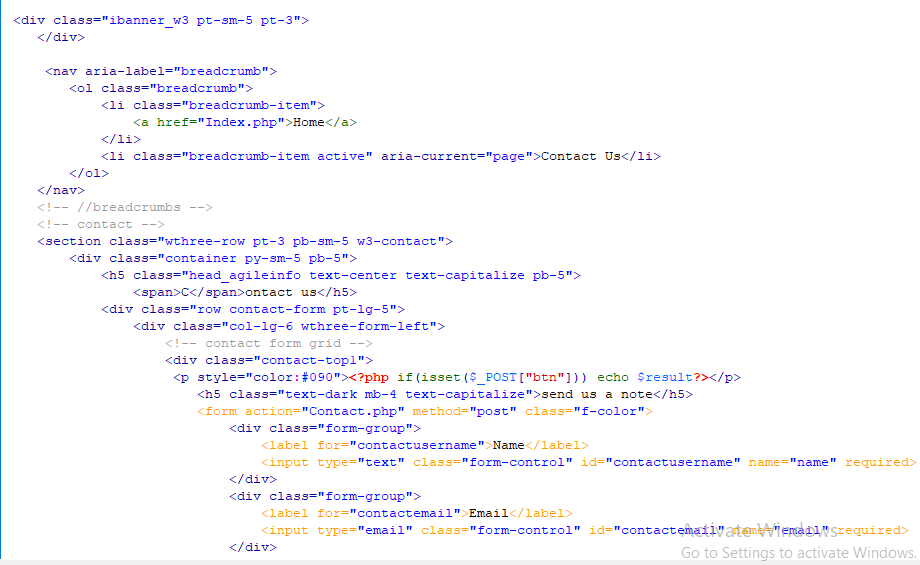 <div class="ibanner_w3 pt-sm-5 pt-3">
</div>
<nav aria-label="breadcrumb">
<ol class="breadcrumb">
<li class="breadcrumb-item">
<a href="Index.php">Home</a>
</li>
<li class="breadcrumb-item active" aria-current="page">Contact Us</li>
</ol>
</nav>
<!-- //breadcrumbs -->
<!-- contact -->
<section class="wthree-row pt-3 pb-sm-5 w3-contact">
<div class="container py-sm-5 pb-5">
<h5 class="head_agileinfo text-center text-capitalize pb-5">
<span>C</span>ontact us</h5>
<div class="row contact-form pt-lg-5">
<div class="col-lg-6 wthree-form-left">
<!-- contact form grid -->
<div class="contact-top1">
<p style="color:#090"><?php if(isset($_POST["btn"])) echo $result?></p>
<h5 class="text-dark mb-4 text-capitalize">send us a note</h5>
<form action="Contact.php" method="post" class="f-color">
<div class="form-group">
<label for="contactusername">Name</label>
<input type="text" class="form-control" id="contactusername" name="name" required>
</div>
<div class="form-group">
<label for="contactemail">Email</label>
<input type="email" class="form-control" id="contactemail" name="email" required>
</div>
Activate Windows
Go to Settings to activate Windows.